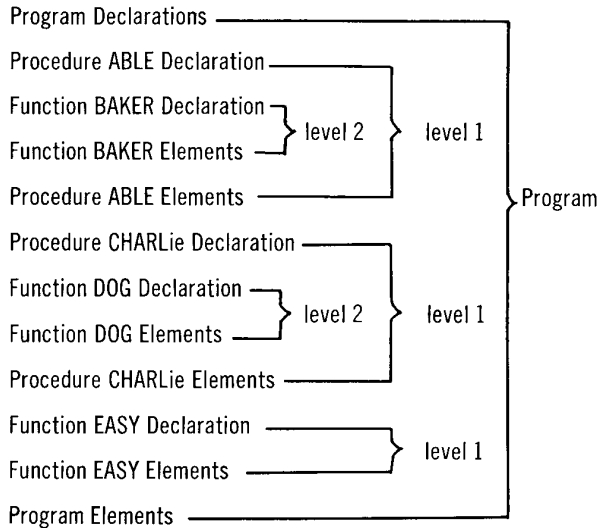 Program Declarations
Procedure ABLE Declaration
Function BAKER Declaration
level 2
level 1
Function BAKER Elements
Procedure ABLE Elements
Program
Procedure CHARLie Declaration
Function DOG Declaration
level 2
level 1
Function DOG Elements
Procedure CHARLie Elements
Function EASY Declaration
level 1
Function EASY Elements
Program Elements